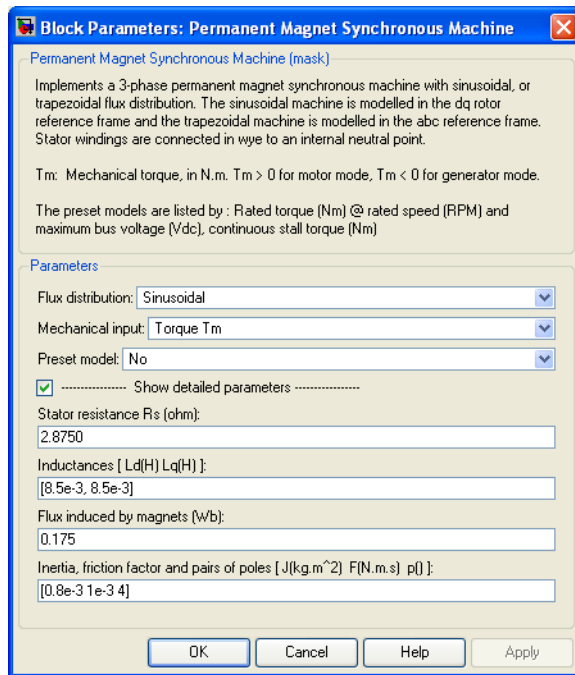 Block Parameters: Permanent Magnet Synchronous Machine
Permanent Magnet Synchronous Machine (mask)
Implements a 3-phase permanent magnet synchronous machine with sinusoidal, or
trapezoidal flux distribution. The sinusoidal machine is modelled in the dq rotor
reference frame and the trapezoidal machine is modelled in the abc reference frame.
Stator windings are connected in wye to an internal neutral point.
Tm: Mechanical torque, in N.m. Tm > 0 for motor mode, Tm < 0 for generator mode.
The preset models are listed by : Rated torque (Nm) @ rated speed (RPM) and
maximum bus voltage (Vdc), continuous stall torque (Nm)
Parameters
Flux distribution: Sinusoidal
Mechanical input: Torque Tm
Preset model: No
---------------- Show detailed parameters ----------------
Stator resistance Rs (ohm):
2.8750
Inductances [ Ld(H) Lq(H) ]:
[8.5e-3, 8.5e-3]
Flux induced by magnets (Wb):
0.175
Inertia, friction factor and pairs of poles [ J(kg.m^2) F(N.m.s) p() ]:
[0.8e-3 1e-3 4]
OK Cancel Help Apply